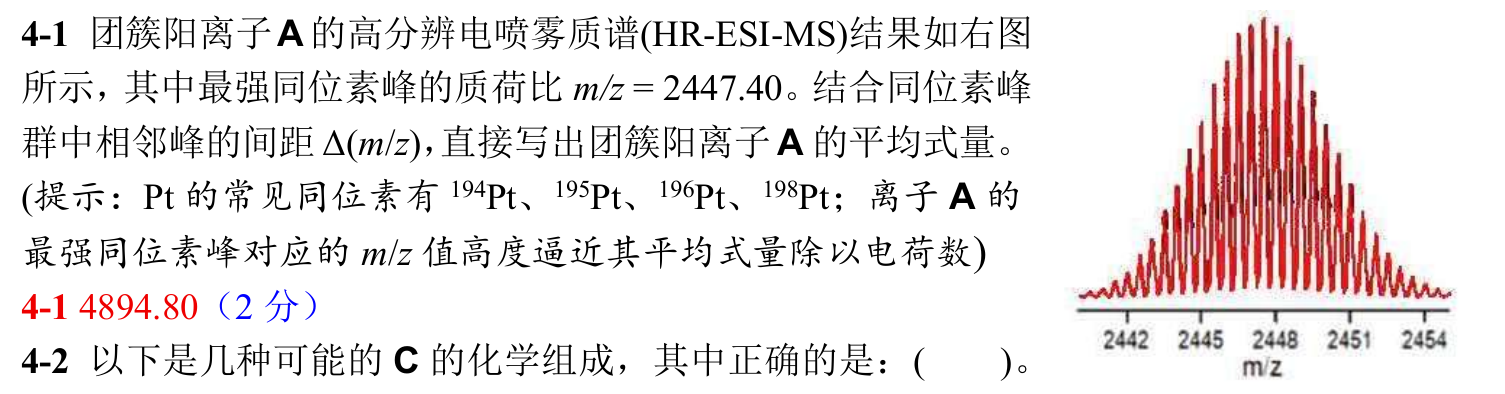 4-1 团簇阳离子A的高分辨电喷雾质谱(HR-ESI-MS)结果如右图
所示，其中最强同位素峰的质荷比 m/z = 2447.40。结合同位素峰
群中相邻峰的间距 Δ(m/z)，直接写出团簇阳离子 A 的平均式量。
(提示：Pt 的常见同位素有 ¹⁹⁴Pt、¹⁹⁵Pt、¹⁹⁶Pt、¹⁹⁸Pt；离子 A 的
最强同位素峰对应的 m/z 值高度逼近其平均式量除以电荷数)
4-1 4894.80（2 分）
4-2 以下是几种可能的 C 的化学组成，其中正确的是：( )。
2442 2445 2448 2451 2454
m/z